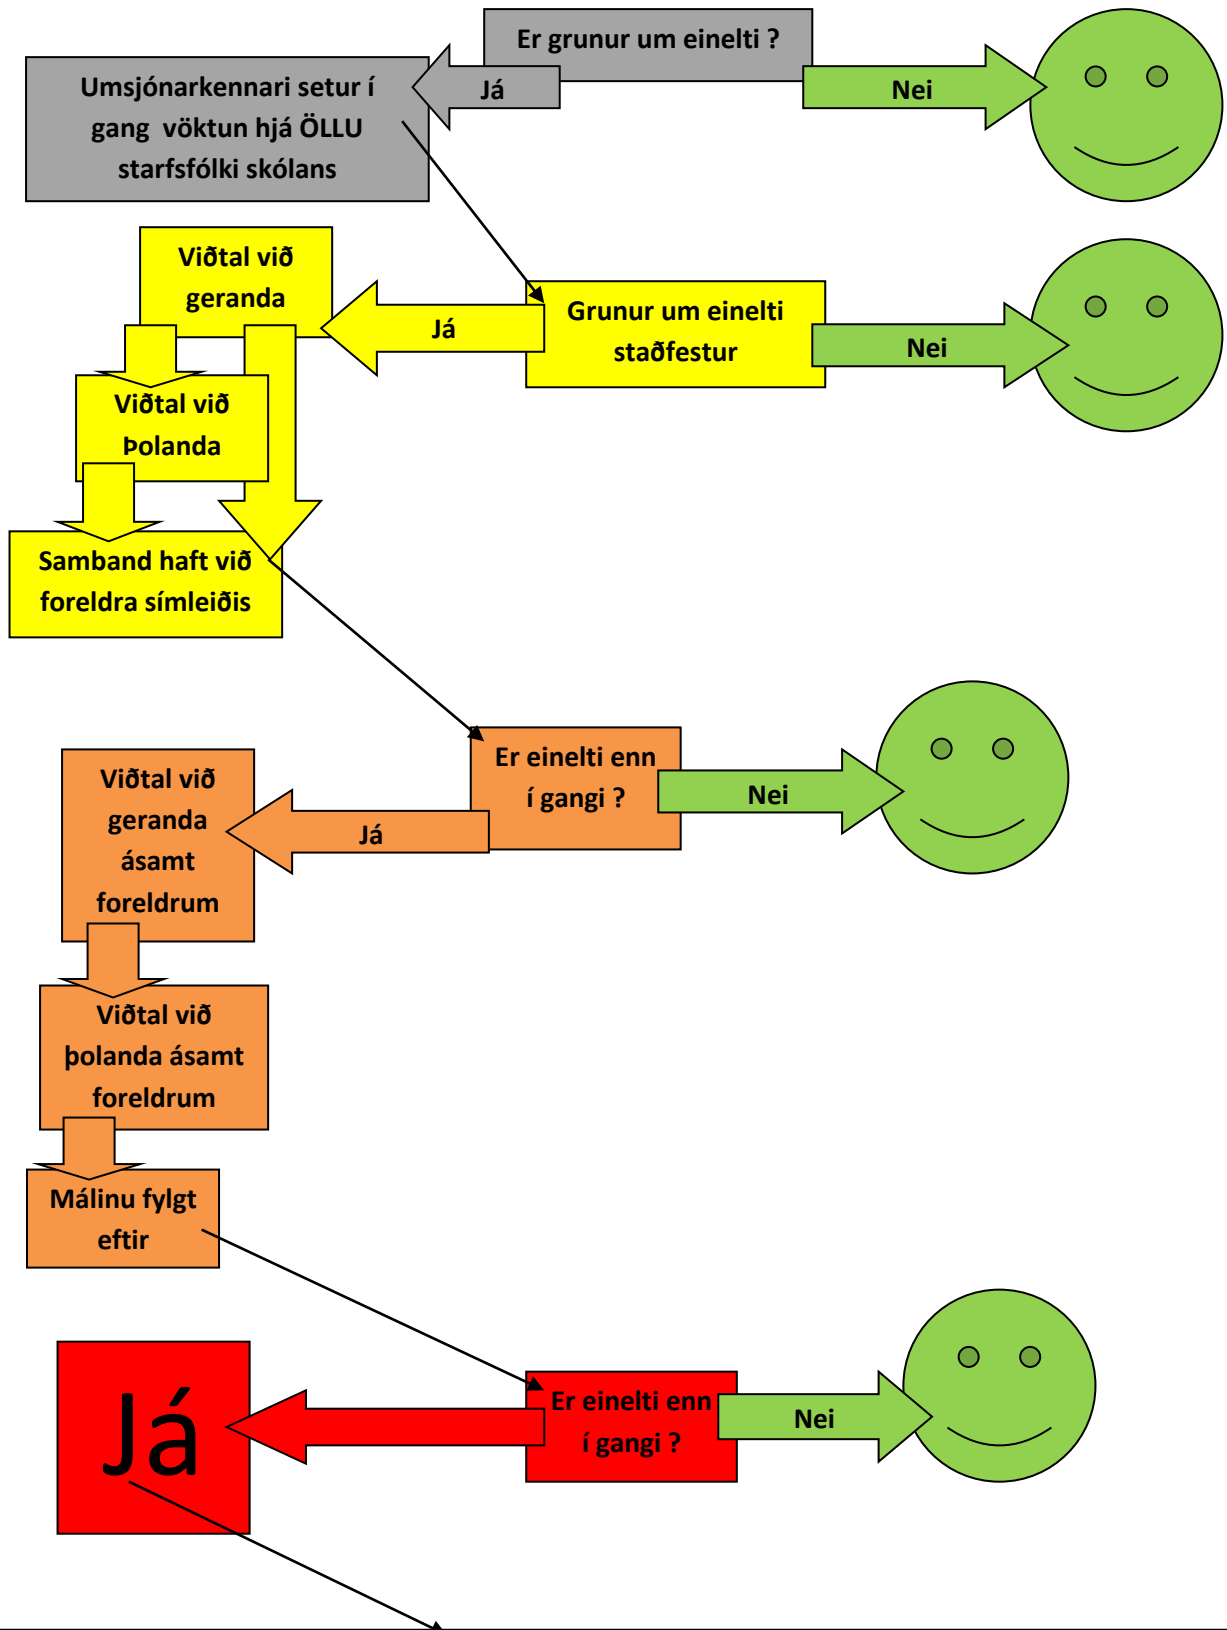 Er grunur um einelti ?
Já
Nei
Umsjónarkennari setur í
gang vöktun hjá ÖLLU
starfsfólki skólans
Viðtal við
geranda
Já
Grunur um einelti
staðfestur
Nei
Viðtal við
Þolanda
Samband haft við
foreldra símleiðis
Er einelti enn
í gangi ?
Nei
Já
Viðtal við
geranda
ásamt
foreldrum
Viðtal við
þolanda ásamt
foreldrum
Málinu fylgt
eftir
Er einelti enn
í gangi ?
Nei
Já